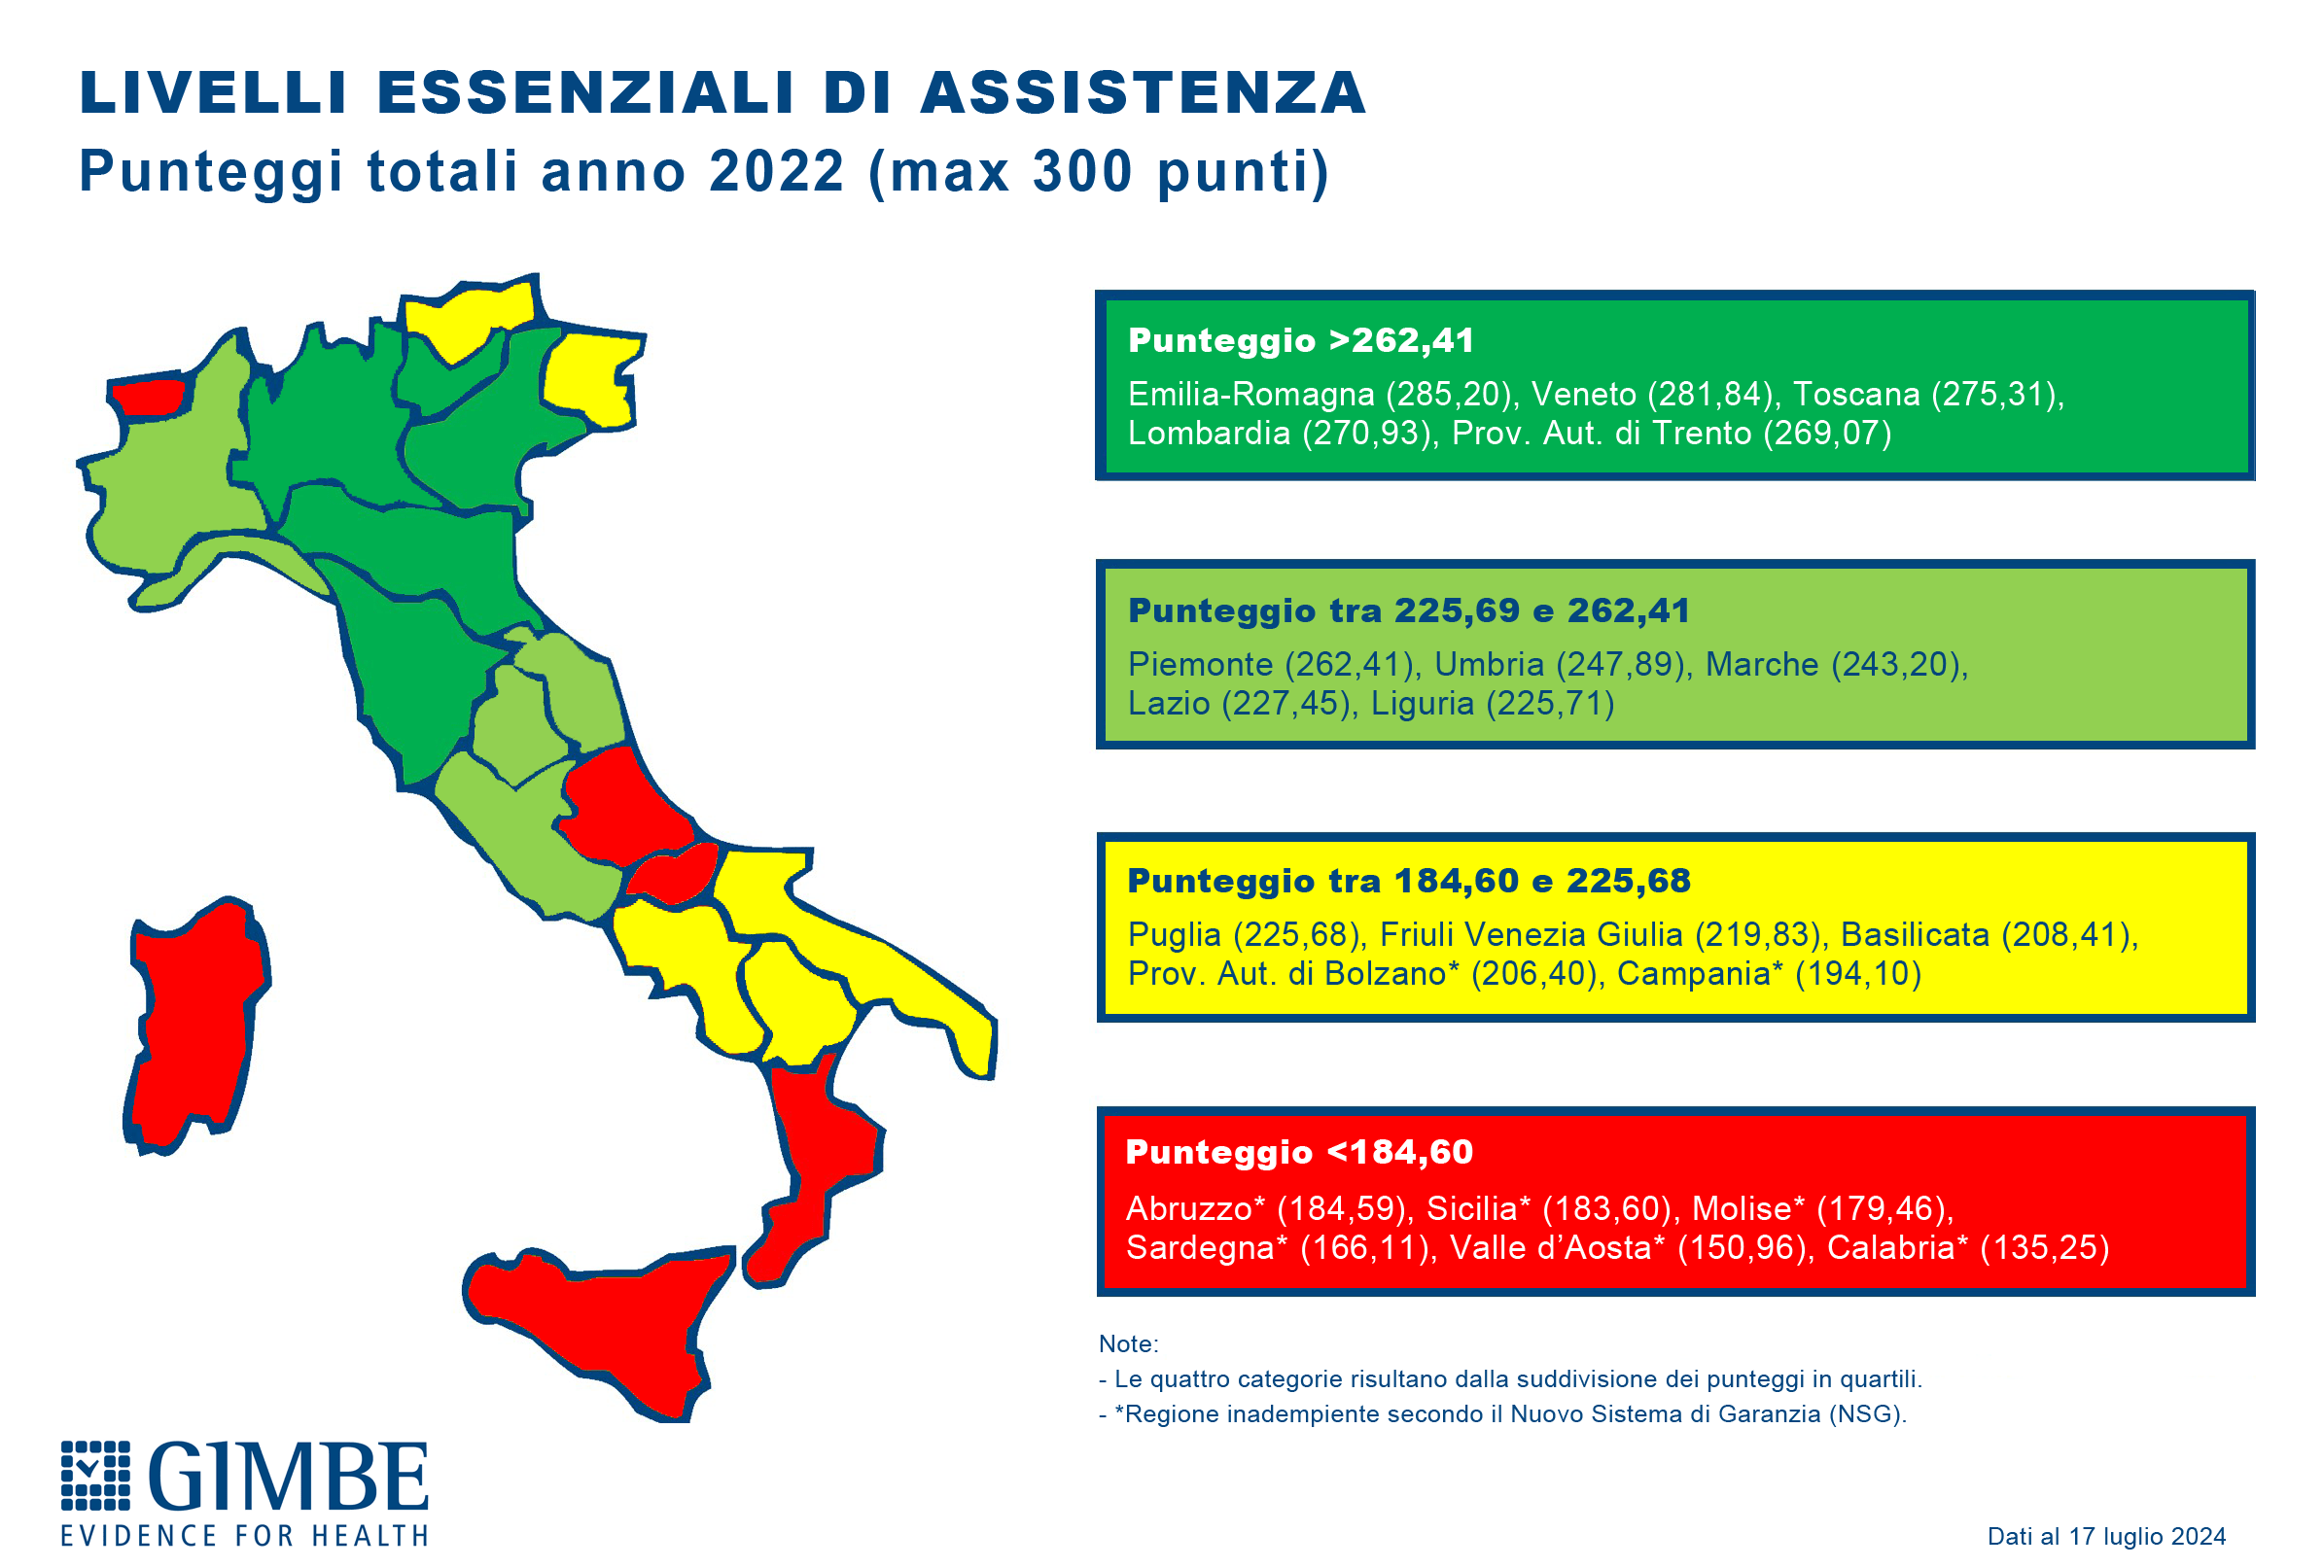 LIVELLI ESSENZIALI DI ASSISTENZA
Punteggi totali anno 2022 (max 300 punti)
Punteggio >262,41
Emilia-Romagna (285,20), Veneto (281,84), Toscana (275,31),
Lombardia (270,93), Prov. Aut. di Trento (269,07)
Punteggio tra 225,69 e 262,41
Piemonte (262,41), Umbria (247,89), Marche (243,20),
Lazio (227,45), Liguria (225,71)
Punteggio tra 184,60 e 225,68
Puglia (225,68), Friuli Venezia Giulia (219,83), Basilicata (208,41),
Prov. Aut. di Bolzano* (206,40), Campania* (194,10)
Punteggio <184,60
Abruzzo* (184,59), Sicilia* (183,60), Molise* (179,46),
Sardegna* (166,11), Valle d’Aosta* (150,96), Calabria* (135,25)
Note:
- Le quattro categorie risultano dalla suddivisione dei punteggi in quartili.
- *Regione inadempiente secondo il Nuovo Sistema di Garanzia (NSG).
GIMBE
EVIDENCE FOR HEALTH
Dati al 17 luglio 2024